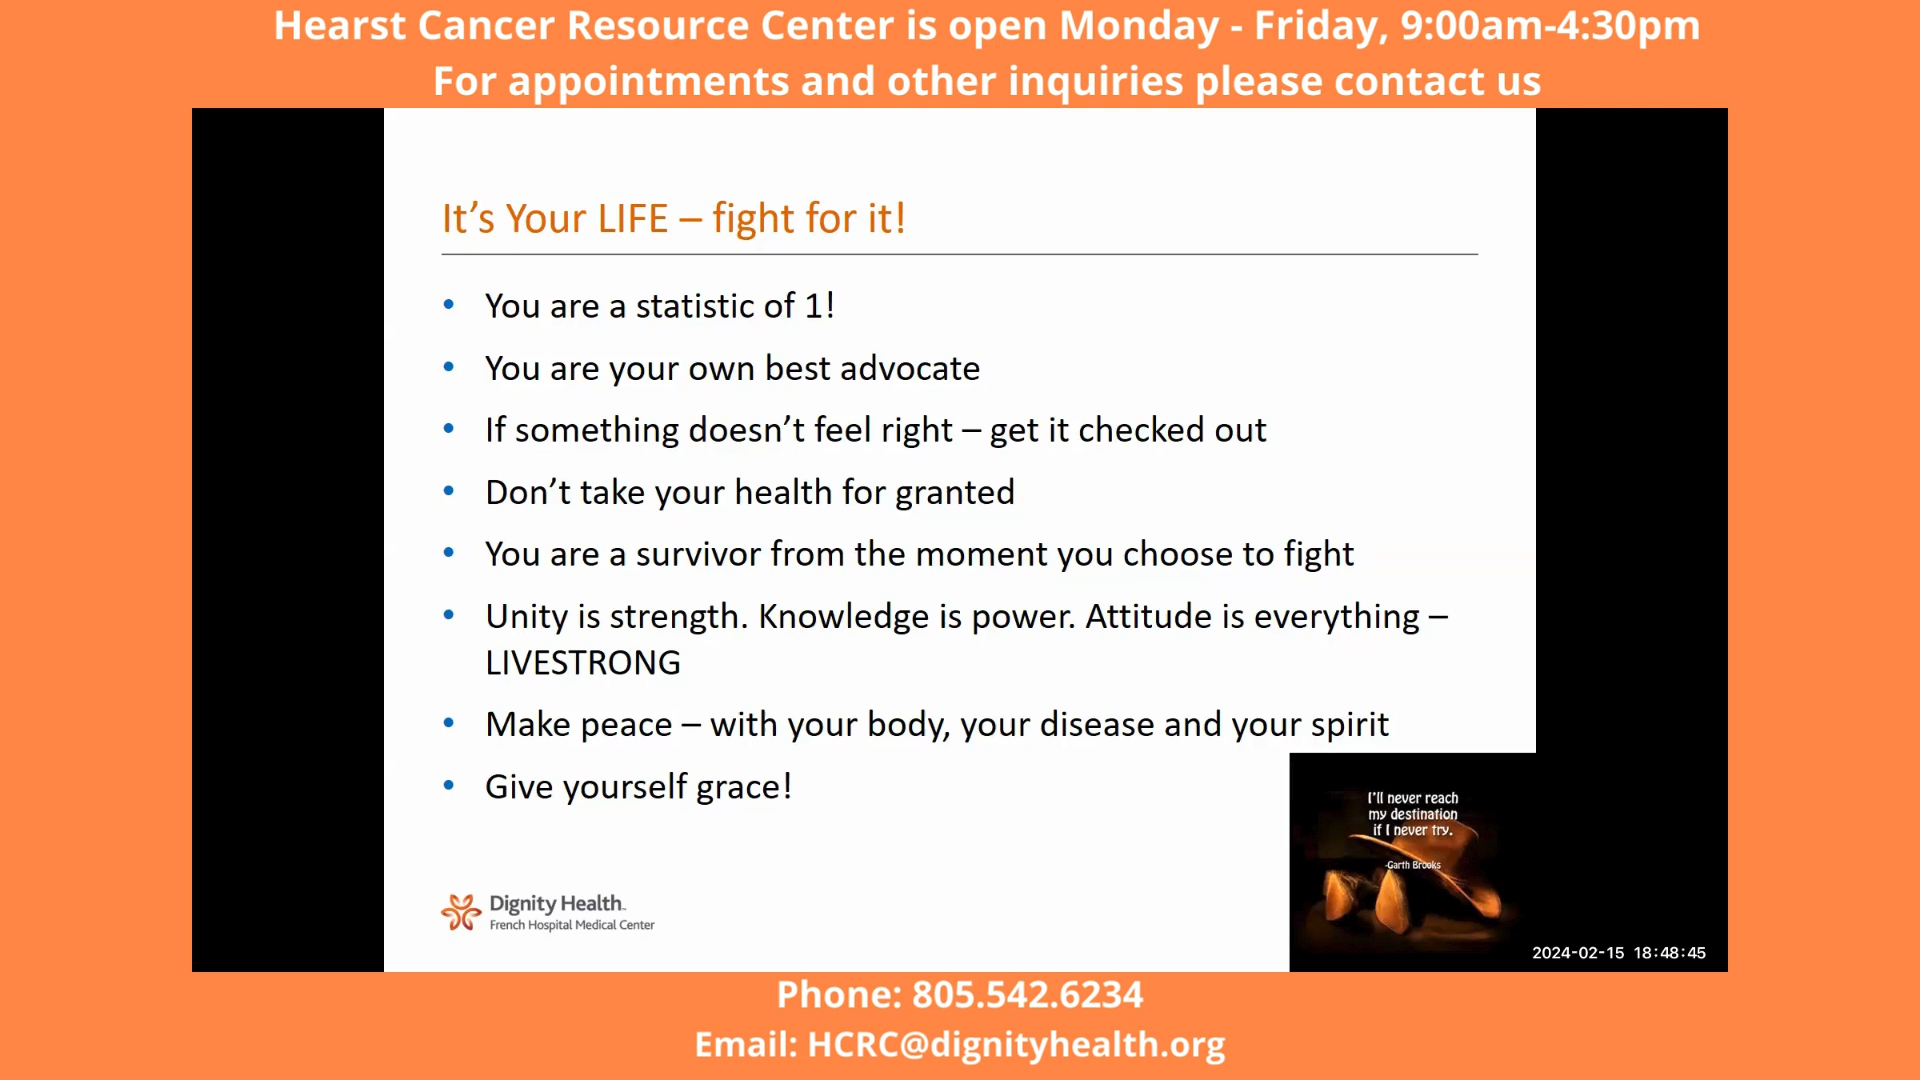 Hearst Cancer Resource Center is open Monday - Friday, 9:00am-4:30pm
For appointments and other inquiries please contact us
It’s Your LIFE – fight for it!
• You are a statistic of 1!
• You are your own best advocate
• If something doesn’t feel right – get it checked out
• Don’t take your health for granted
• You are a survivor from the moment you choose to fight
• Unity is strength. Knowledge is power. Attitude is everything –
LIVESTRONG
• Make peace – with your body, your disease and your spirit
• Give yourself grace!
I'll never reach
my destination
if I never try.
-Garth Brooks
Dignity Health™
French Hospital Medical Center
2024-02-15 18:48:45
Phone: 805.542.6234
Email: HCRC@dignityhealth.org